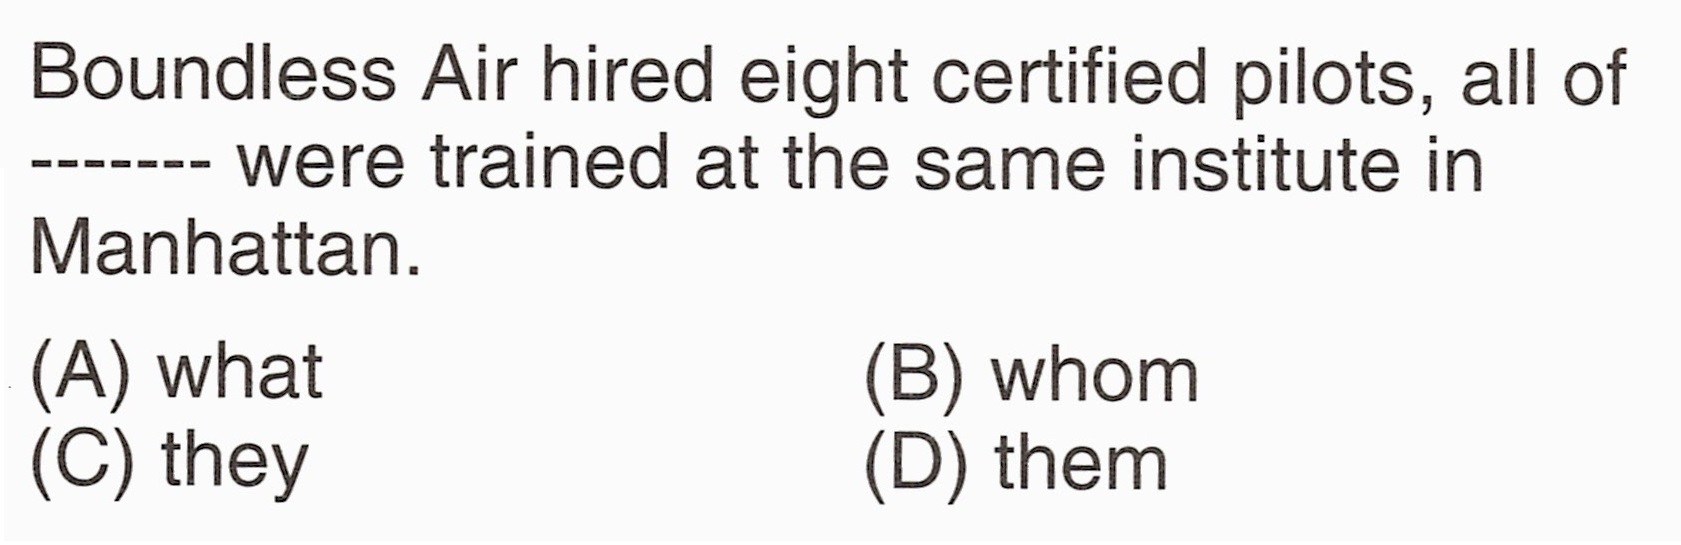 Boundless Air hired eight certified pilots, all of
------- were trained at the same institute in
Manhattan.
(A) what (B) whom
(C) they (D) them